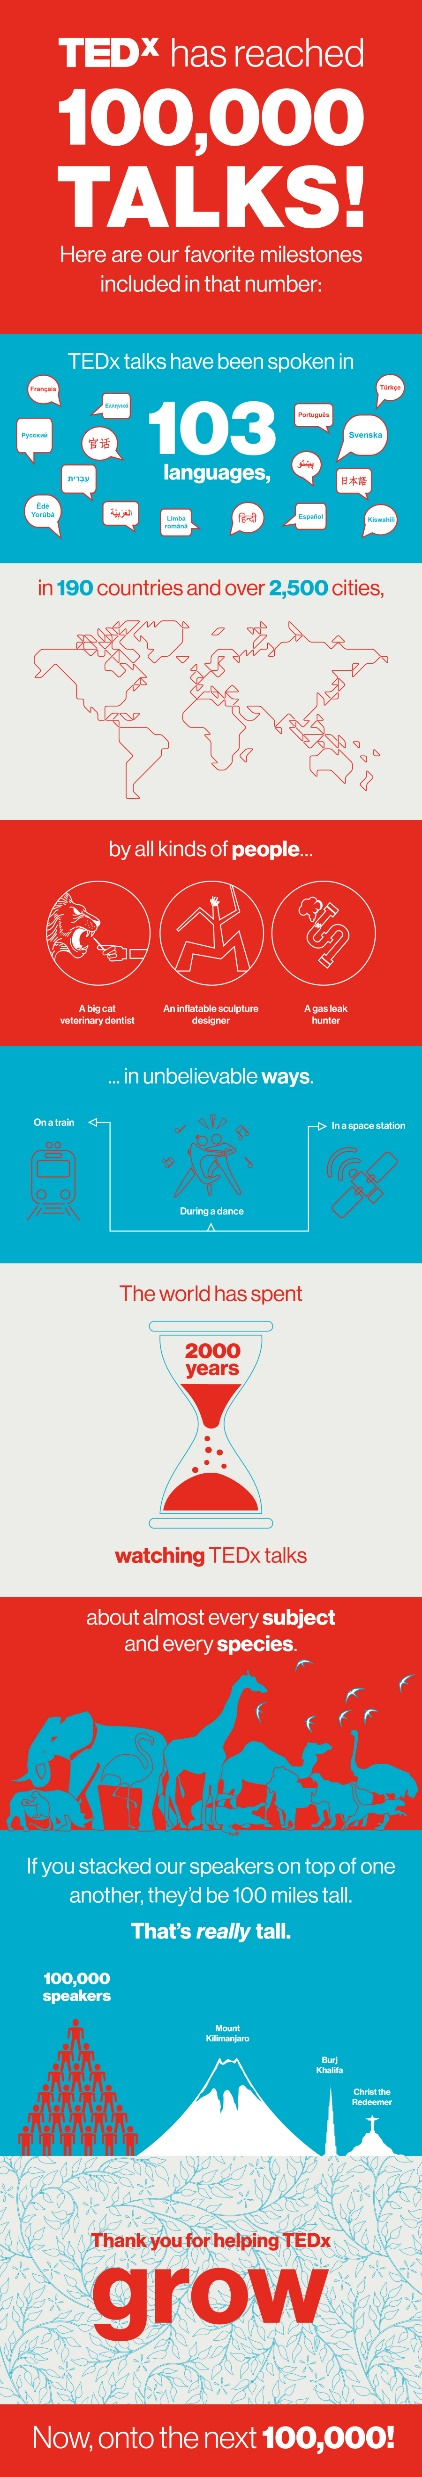 TEDx has reached
100,000
TALKS!
Here are our favorite milestones
included in that number:
TEDx talks have been spoken in
Français
Türkçe
Ελληνικά
103
Português
Русский
官话
Svenska
languages,
پښتو
עברית
日本語
Èdè
Yorùbá
العَرَبِيَّة
Limba
română
हिन्दी
Español
Kiswahili
in 190 countries and over 2,500 cities,
by all kinds of people...
A big cat
veterinary dentist
An inflatable sculpture
designer
A gas leak
hunter
... in unbelievable ways.
On a train
In a space station
During a dance
The world has spent
2000
years
watching TEDx talks
about almost every subject
and every species.
If you stacked our speakers on top of one
another, they'd be 100 miles tall.
That's really tall.
100,000
speakers
Mount
Kilimanjaro
Burj
Khalifa
Christ the
Redeemer
Thank you for helping TEDx
grow
Now, onto the next 100,000!